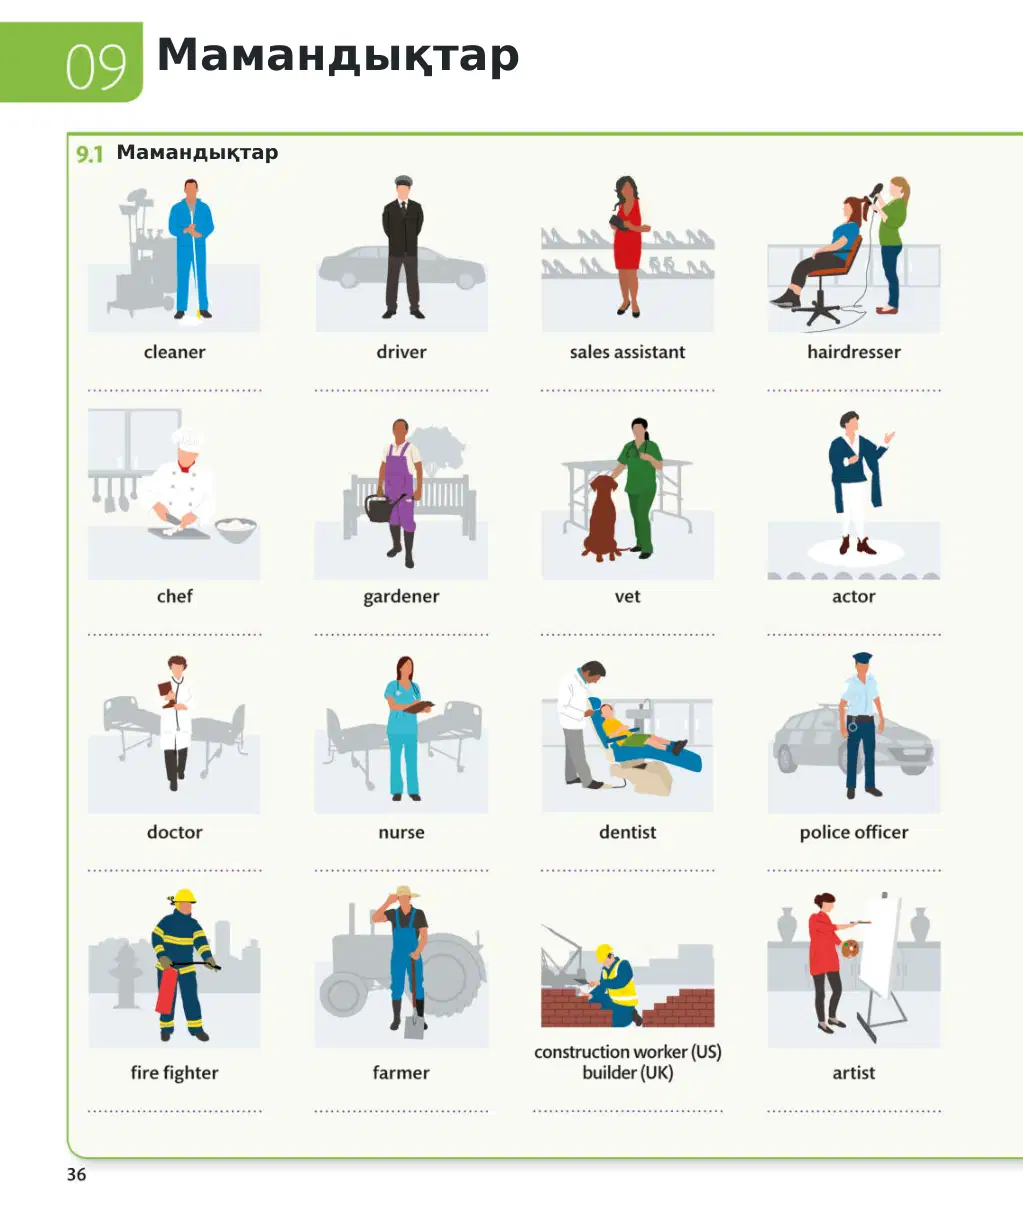 09
Мамандықтар
9.1 Мамандықтар
cleaner
driver
sales assistant
hairdresser
chef
gardener
vet
actor
doctor
nurse
dentist
police officer
fire fighter
farmer
construction worker (US)
builder (UK)
artist
36